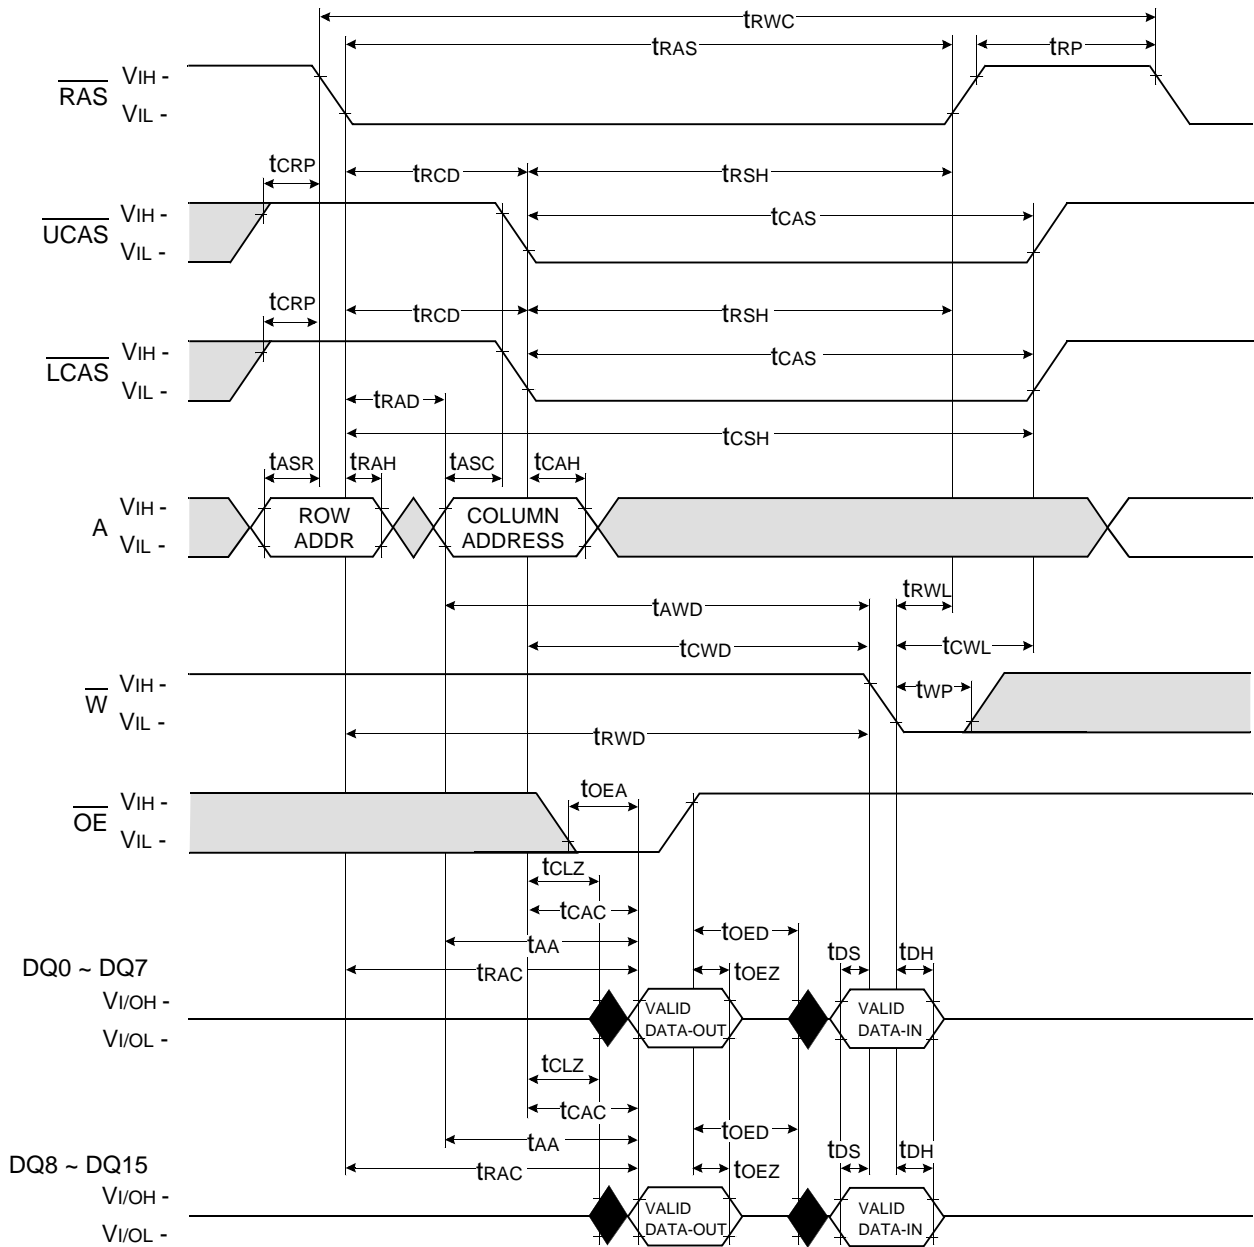 tRWC
tRAS
tRP
RAS
VIH -
VIL -
tCRP
tRCD
tRSH
UCAS
VIH -
VIL -
tCAS
tCRP
tRCD
tRSH
LCAS
VIH -
VIL -
tCAS
tRAD
tCSH
tASR
tRAH
tASC
tCAH
A
VIH -
VIL -
ROW
ADDR
COLUMN
ADDRESS
tAWD
tRWL
tCWD
tCWL
W
VIH -
VIL -
tWP
tRWD
OE
VIH -
VIL -
tOEA
tCLZ
tCAC
tOED
tAA
tDS
tDH
DQ0 ~ DQ7
tRAC
tOEZ
VI/OH -
VI/OL -
VALID
DATA-OUT
VALID
DATA-IN
tCLZ
tCAC
tOED
tAA
tDS
tDH
DQ8 ~ DQ15
tRAC
tOEZ
VI/OH -
VI/OL -
VALID
DATA-OUT
VALID
DATA-IN